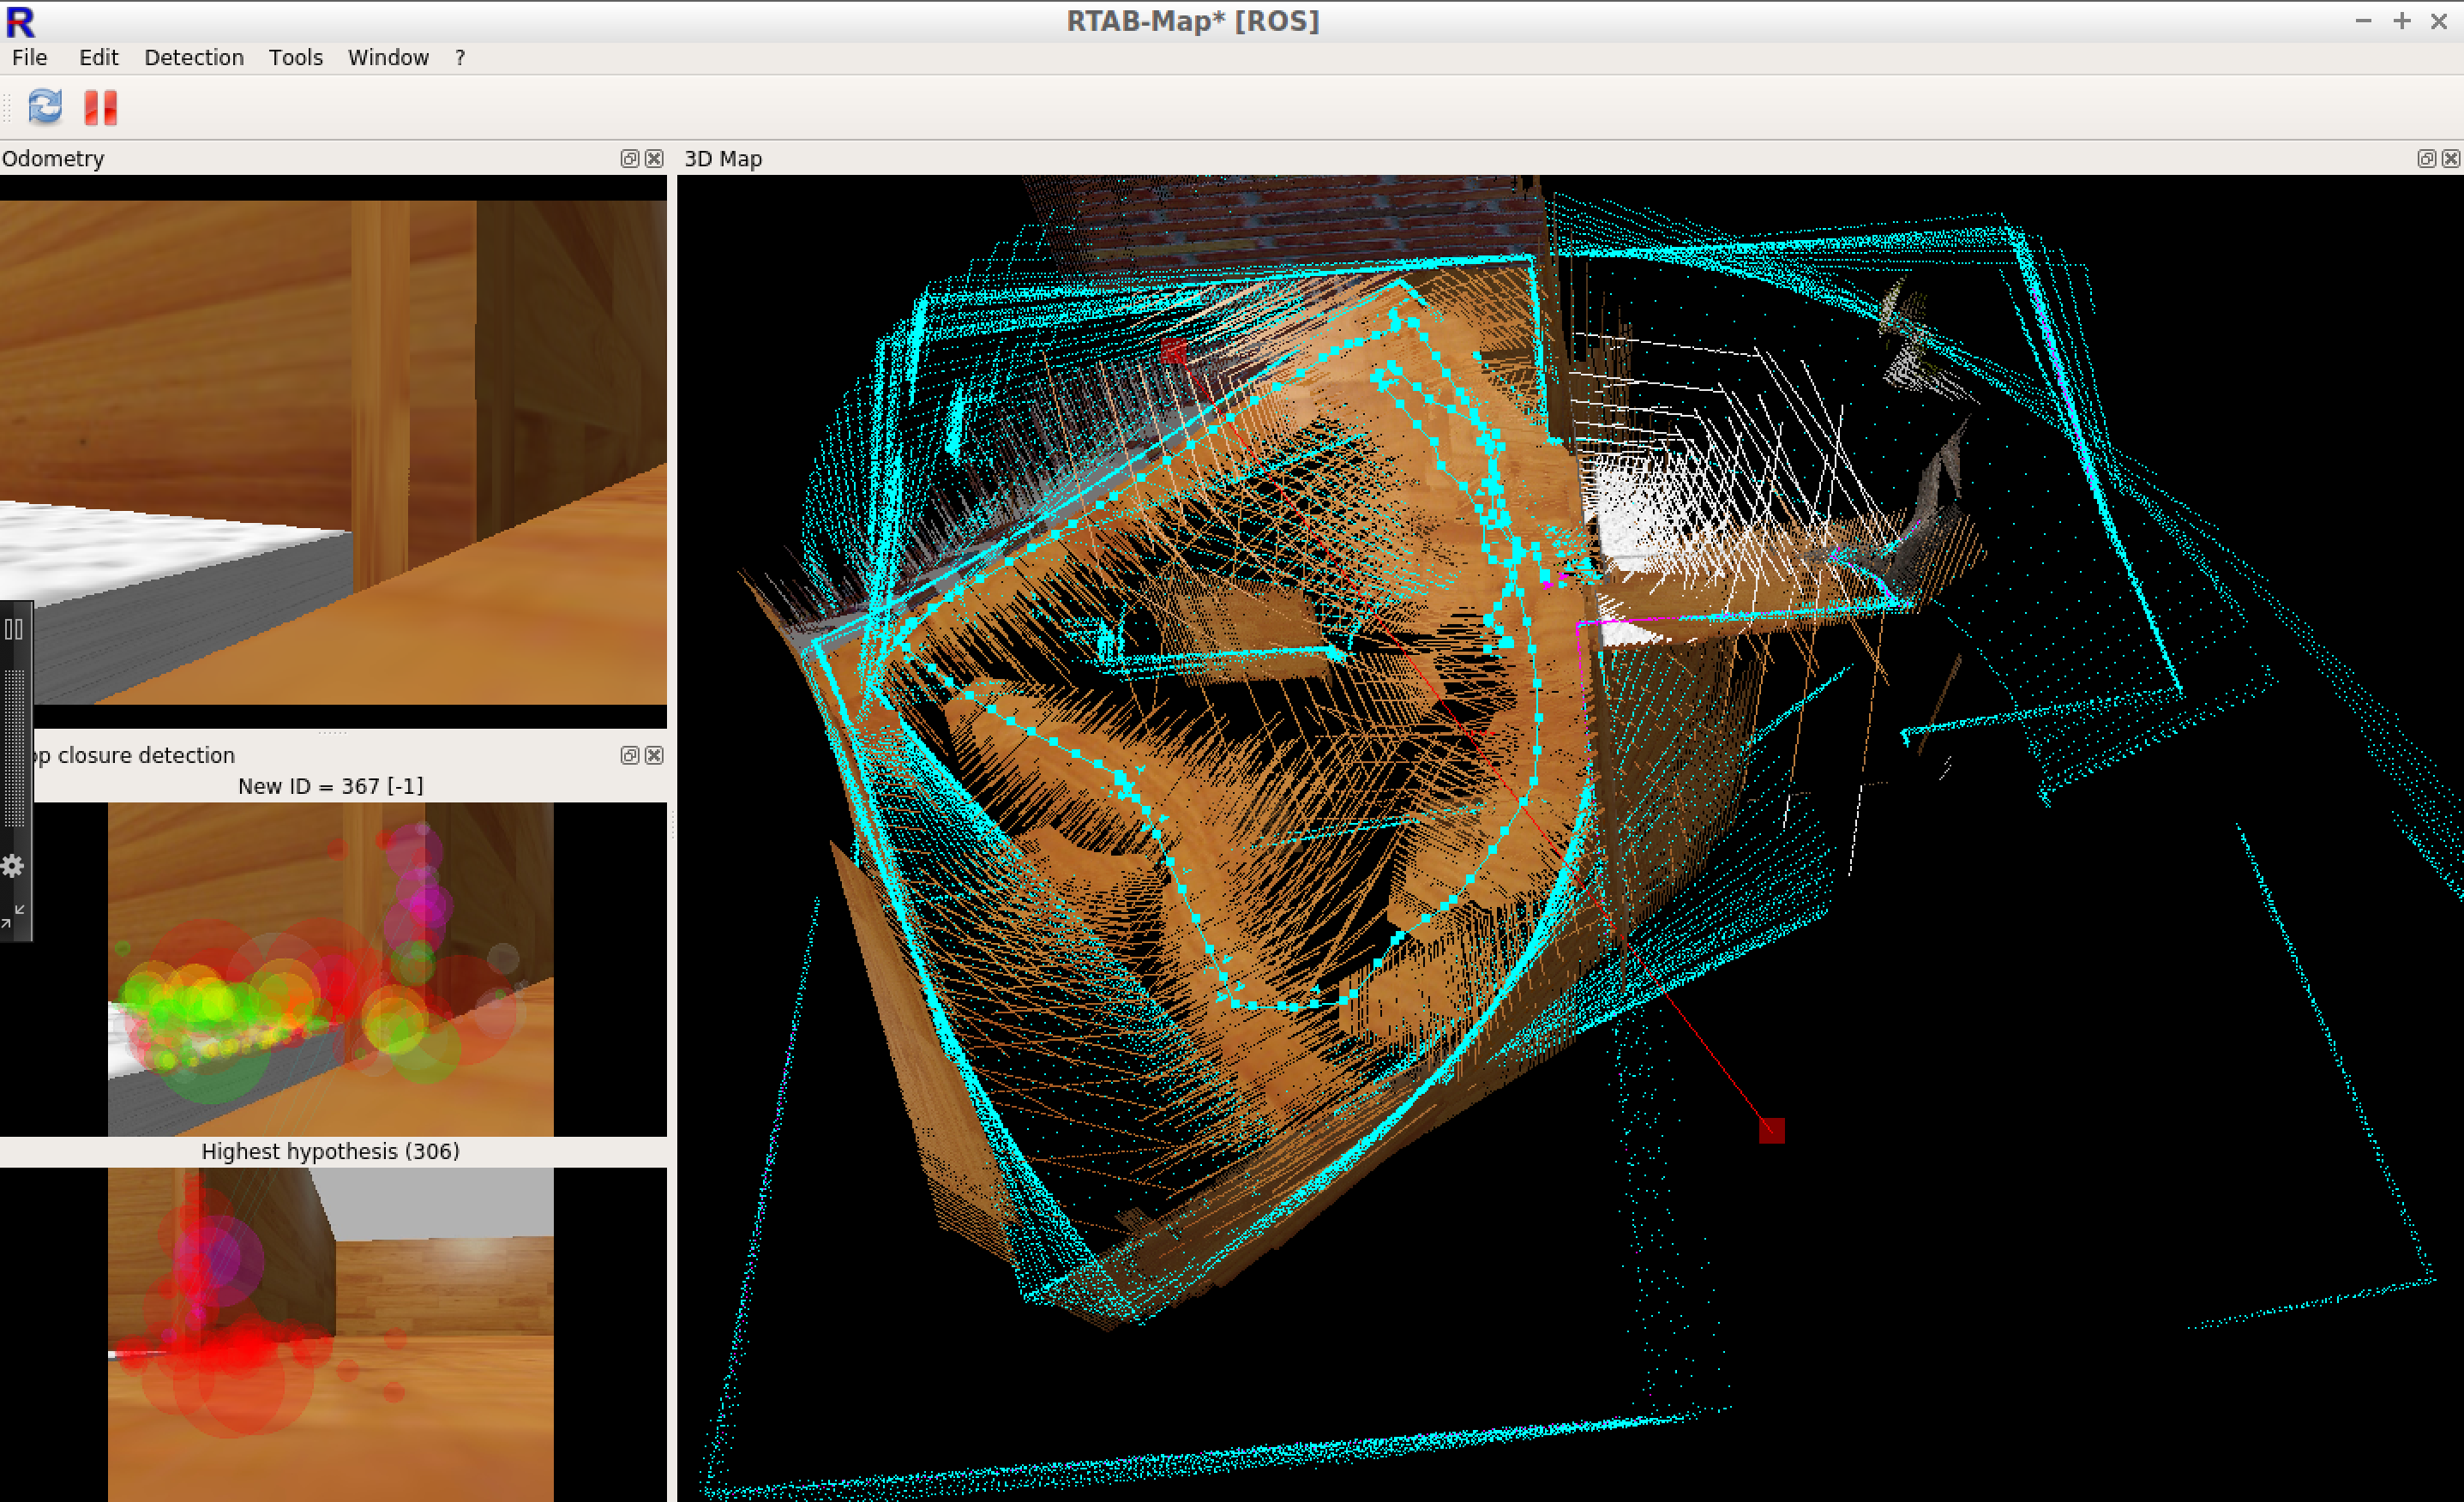 R
RTAB-Map* [ROS]
File Edit Detection Tools Window ?
Odometry
3D Map
op closure detection
New ID = 367 [-1]
Highest hypothesis (306)